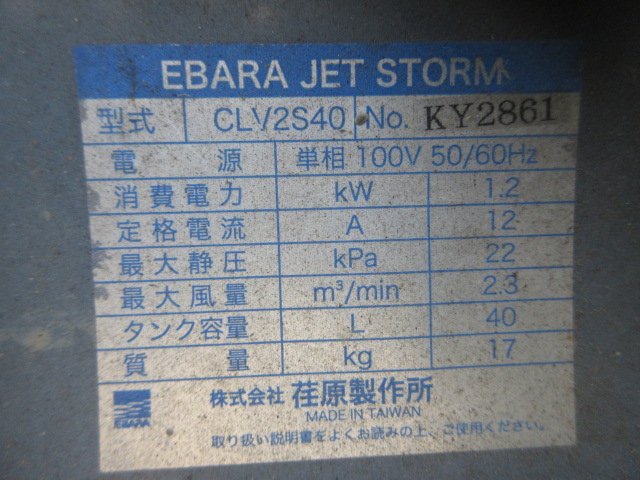 EBARA JET STORM
型式 CLV2S40 No. KY2861
電源 単相 100V 50/60Hz
消費電力 kW 1.2
定格電流 A 12
最大静圧 kPa 22
最大風量 m³/min 2.3
タンク容量 L 40
質量 kg 17
株式会社 荏原製作所
EBARA MADE IN TAIWAN
取り扱い説明書をよくお読みの上、ご使用ください。